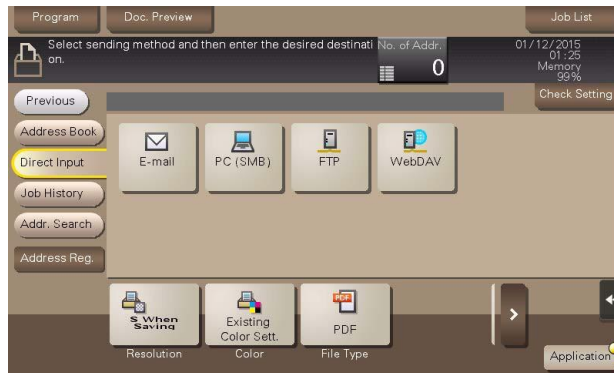 Program
Doc. Preview
Job List
Select sending method and then enter the desired destinati
on.
No. of Addr.
0
01/12/2015
01:25
Memory
99%
Previous
Check Setting
Address Book
Direct Input
E-mail
PC (SMB)
FTP
WebDAV
Job History
Addr. Search
Address Reg.
S When
Saving
Existing
Color Sett.
PDF
PDF
Resolution
Color
File Type
Application